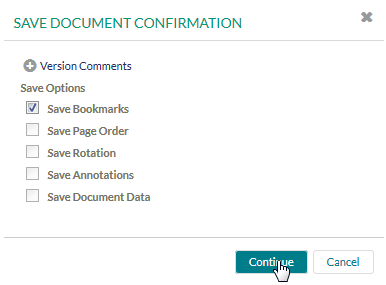 SAVE DOCUMENT CONFIRMATION
Version Comments
Save Options
Save Bookmarks
Save Page Order
Save Rotation
Save Annotations
Save Document Data
Continue Cancel